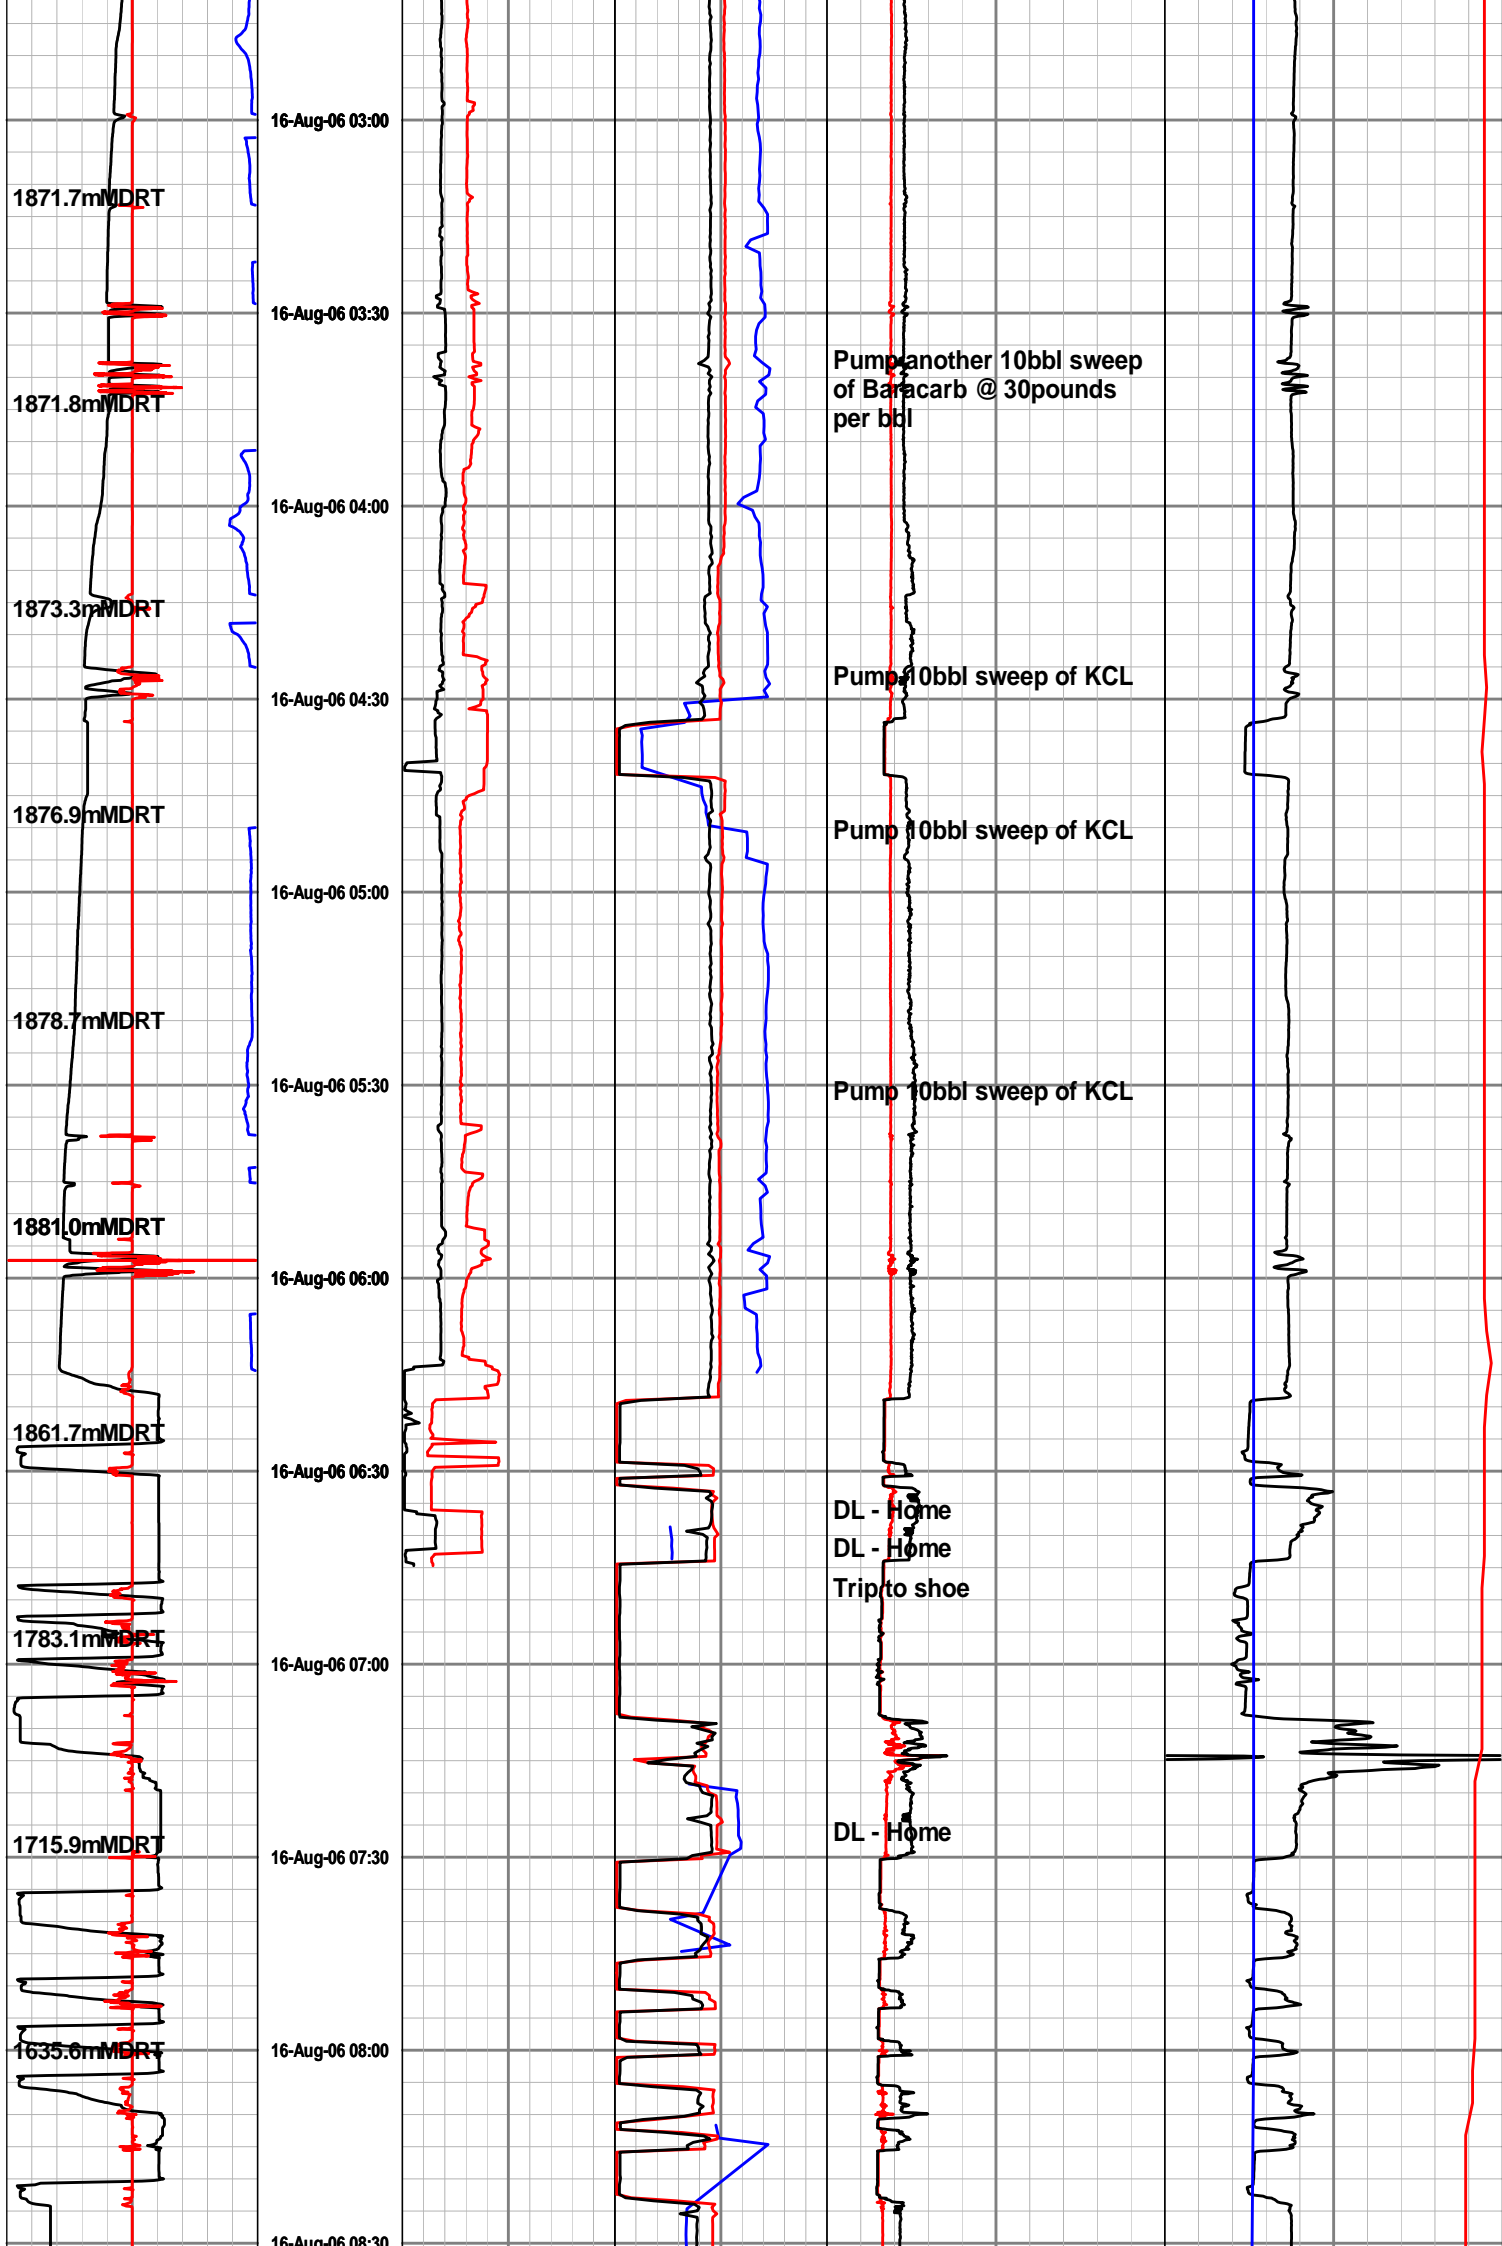 16-Aug-06 03:00
1871.7mMDRT
16-Aug-06 03:30
Pump another 10bbl sweep
of Baracarb @ 30pounds
per bbl
1871.8mMDRT
16-Aug-06 04:00
1873.3mMDRT
Pump 10bbl sweep of KCL
16-Aug-06 04:30
1876.9mMDRT
Pump 10bbl sweep of KCL
16-Aug-06 05:00
1878.7mMDRT
16-Aug-06 05:30
Pump 10bbl sweep of KCL
1881.0mMDRT
16-Aug-06 06:00
1861.7mMDRT
16-Aug-06 06:30
DL - Home
DL - Home
Trip to shoe
1783.1mMDRT
16-Aug-06 07:00
DL - Home
1715.9mMDRT
16-Aug-06 07:30
1635.6mMDRT
16-Aug-06 08:00
16-Aug-06 08:30